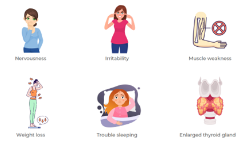 Nervousness
Irritability
Muscle weakness
Weight loss
Trouble sleeping
Enlarged thyroid gland